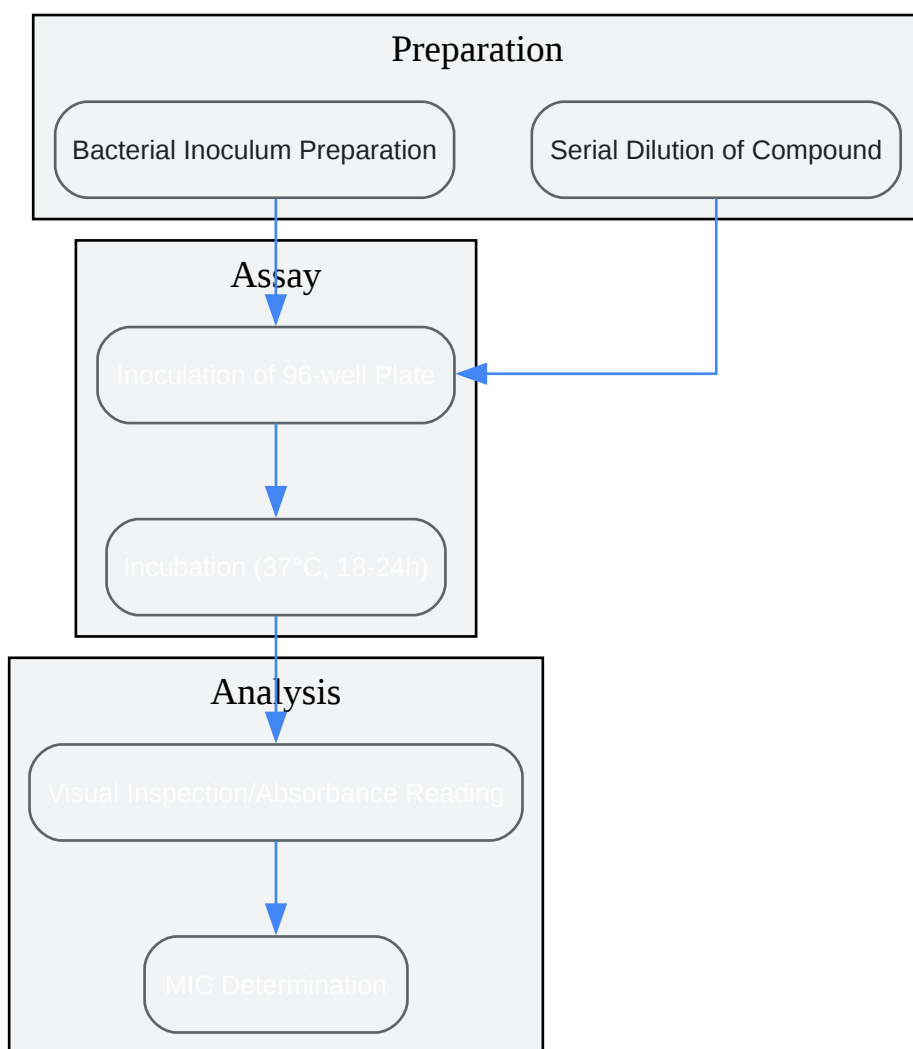 Preparation
Bacterial Inoculum Preparation
Serial Dilution of Compound
Assay
Inoculation of 96-well Plate
Incubation (37°C, 18-24h)
Analysis
Visual Inspection/Absorbance Reading
MIC Determination